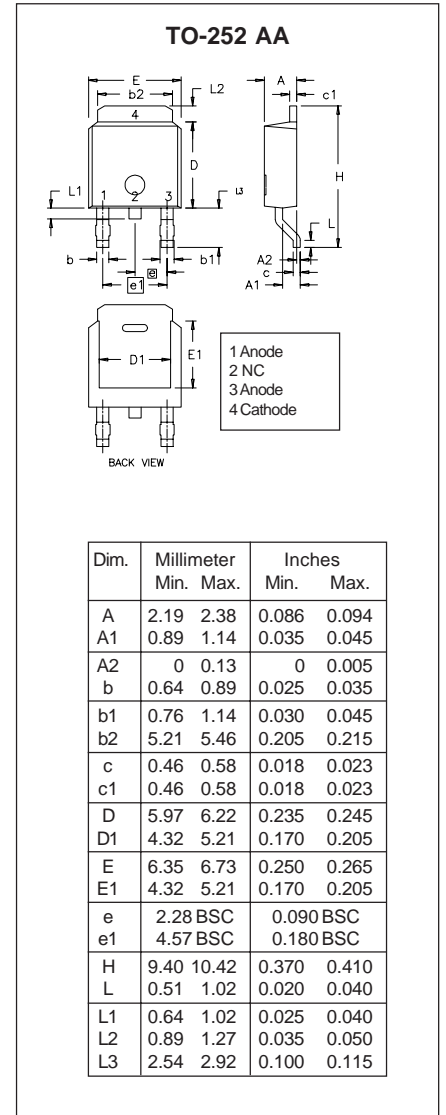 TO-252 AA
E
b2
L2
A
c1
4
D
H
L1
L3
1 2 3
L
b
b1
e
e1
A2
c
A1
D1
E1
BACK VIEW
1 Anode
2 NC
3 Anode
4 Cathode
Dim. Millimeter Inches
Min. Max. Min. Max.
A 2.19 2.38 0.086 0.094
A1 0.89 1.14 0.035 0.045
A2 0 0.13 0 0.005
b 0.64 0.89 0.025 0.035
b1 0.76 1.14 0.030 0.045
b2 5.21 5.46 0.205 0.215
c 0.46 0.58 0.018 0.023
c1 0.46 0.58 0.018 0.023
D 5.97 6.22 0.235 0.245
D1 4.32 5.21 0.170 0.205
E 6.35 6.73 0.250 0.265
E1 4.32 5.21 0.170 0.205
e 2.28 BSC 0.090 BSC
e1 4.57 BSC 0.180 BSC
H 9.40 10.42 0.370 0.410
L 0.51 1.02 0.020 0.040
L1 0.64 1.02 0.025 0.040
L2 0.89 1.27 0.035 0.050
L3 2.54 2.92 0.100 0.115